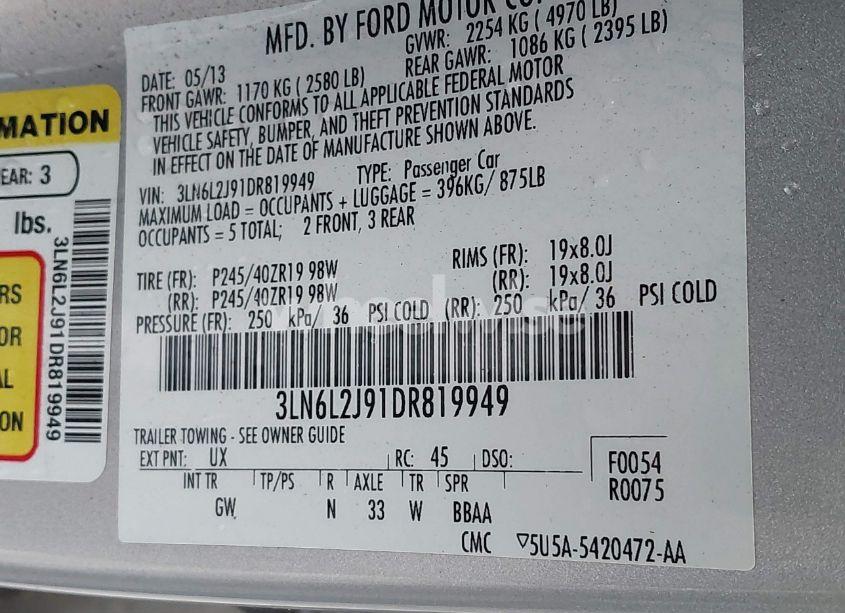 MFD. BY FORD MOTOR CO
DATE: 05/13
GVWR: 2254 KG ( 4970 LB)
FRONT GAWR: 1170 KG ( 2580 LB)
REAR GAWR: 1086 KG ( 2395 LB)
THIS VEHICLE CONFORMS TO ALL APPLICABLE FEDERAL MOTOR
VEHICLE SAFETY, BUMPER, AND THEFT PREVENTION STANDARDS
IN EFFECT ON THE DATE OF MANUFACTURE SHOWN ABOVE.
VIN: 3LN6L2J91DR819949 TYPE: Passenger Car
MAXIMUM LOAD = OCCUPANTS + LUGGAGE = 396KG/ 875LB
OCCUPANTS = 5 TOTAL; 2 FRONT, 3 REAR
TIRE (FR): P245/40ZR19 98W RIMS (FR): 19x8.0J
(RR): P245/40ZR19 98W (RR): 19x8.0J
PRESSURE (FR): 250 kPa/ 36 PSI COLD (RR): 250 kPa/ 36 PSI COLD
3LN6L2J91DR819949
TRAILER TOWING - SEE OWNER GUIDE
EXT PNT: UX RC: 45 DSO:
INT TR TP/PS R AXLE TR SPR
GW N 33 W BBAA
F0054
R0075
CMC ▽5U5A-5420472-AA
MATION
EAR: 3
lbs.
3LN6L2J91DR819949
RS
OR
AL
ON